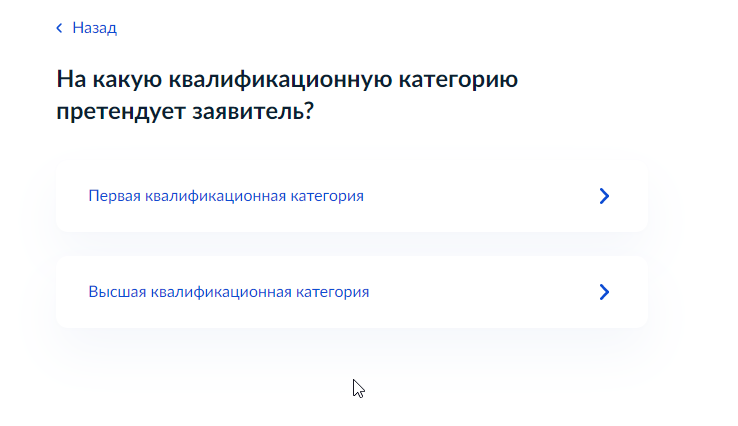 Назад
На какую квалификационную категорию
претендует заявитель?
Первая квалификационная категория
Высшая квалификационная категория